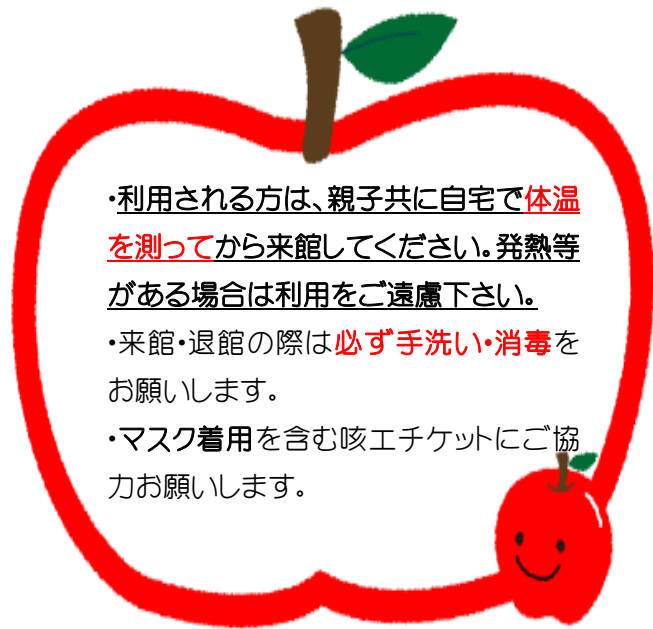 ・利用される方は、親子共に自宅で体温
を測ってから来館してください。発熱等
がある場合は利用をご遠慮下さい。
・来館・退館の際は必ず手洗い・消毒を
お願いします。
・マスク着用を含む咳エチケットにご協
力お願いします。